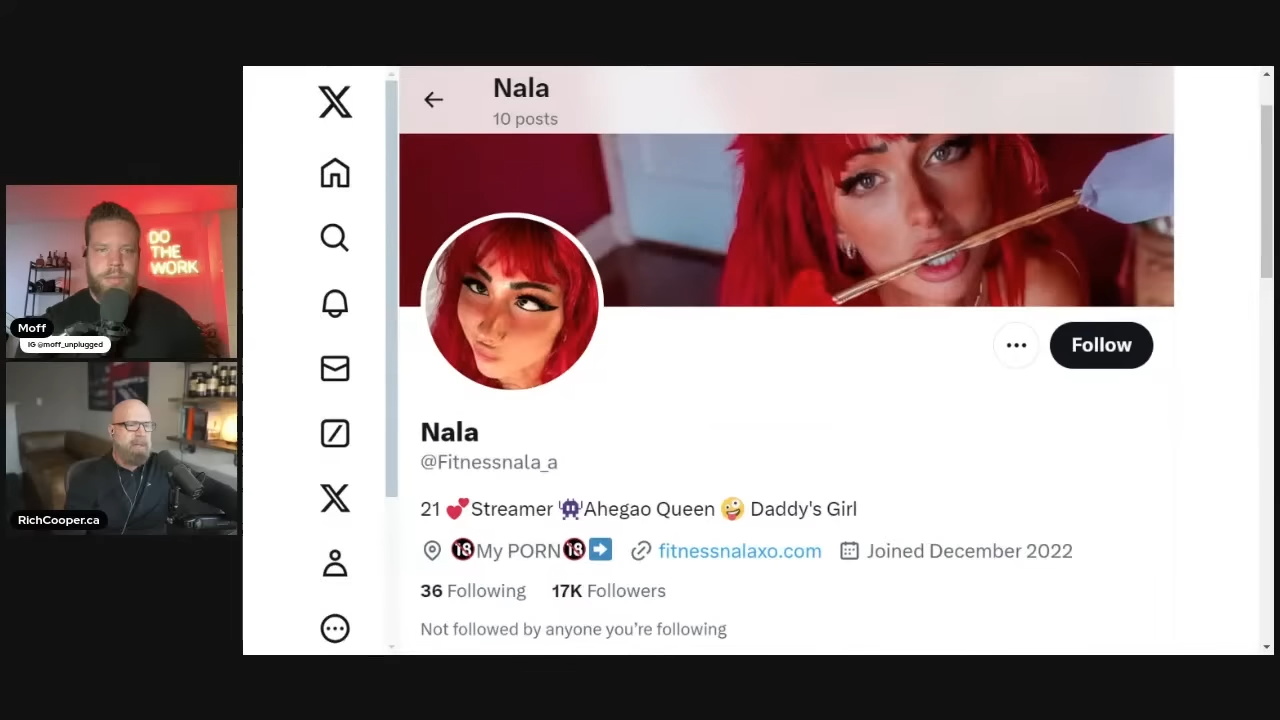 Nala
10 posts
DO
THE
WORK
Moff
IG @moff_unplugged
RichCooper.ca
Follow
Nala
@Fitnessnala_a
21 💕Streamer 👾Ahegao Queen 🤪 Daddy's Girl
🔞My PORN🔞➡️ fitnessnalaxo.com Joined December 2022
36 Following 17K Followers
Not followed by anyone you’re following